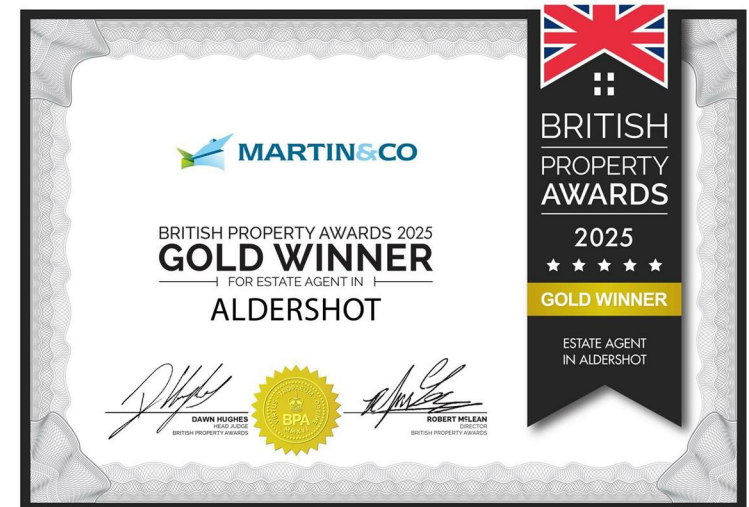 MARTIN&CO
BRITISH PROPERTY AWARDS 2025
GOLD WINNER
FOR ESTATE AGENT IN
ALDERSHOT
DAWN HUGHES
HEAD JUDGE
BRITISH PROPERTY AWARDS
BPA
ROBERT McLEAN
DIRECTOR
BRITISH PROPERTY AWARDS
BRITISH
PROPERTY
AWARDS
2025
GOLD WINNER
ESTATE AGENT
IN ALDERSHOT